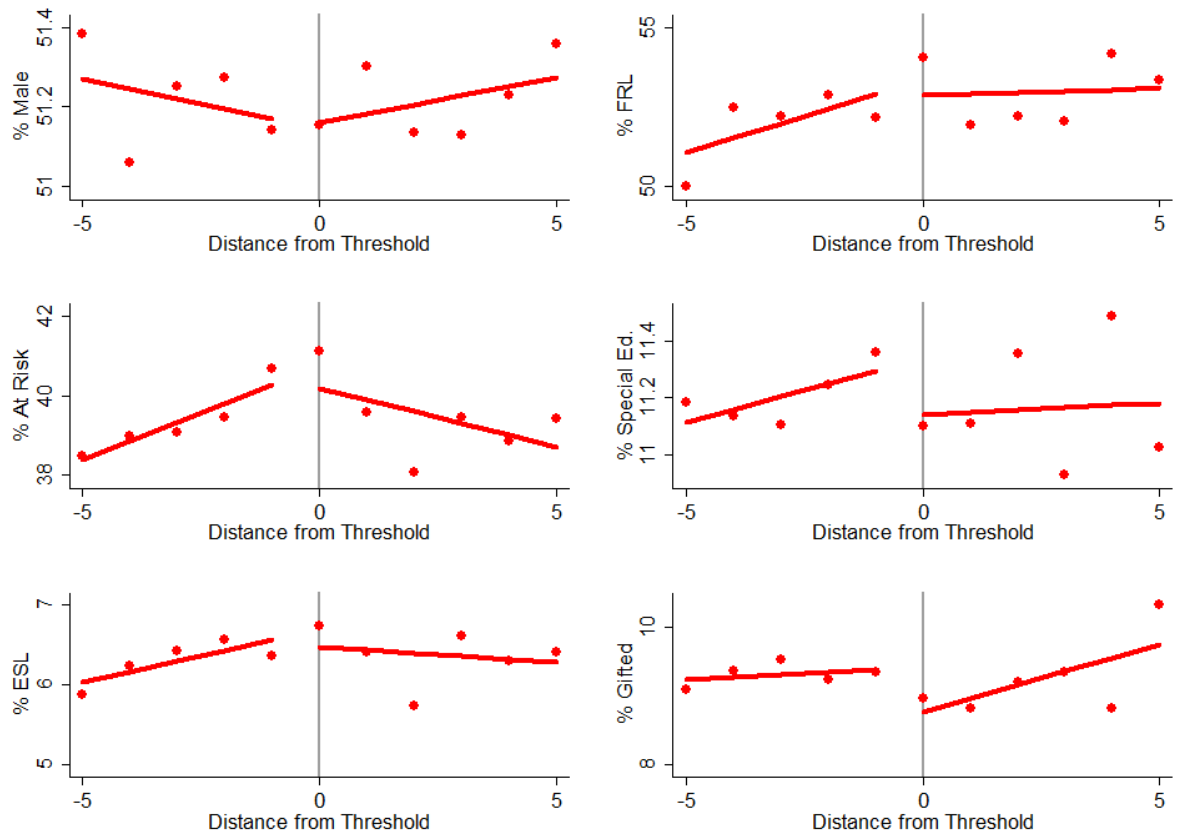 % Male
51.4
51.2
51
-5
0
5
Distance from Threshold
% FRL
55
50
-5
0
5
Distance from Threshold
% At Risk
42
40
38
-5
0
5
Distance from Threshold
% Special Ed.
11.4
11.2
11
-5
0
5
Distance from Threshold
% ESL
7
6
5
-5
0
5
Distance from Threshold
% Gifted
10
8
-5
0
5
Distance from Threshold